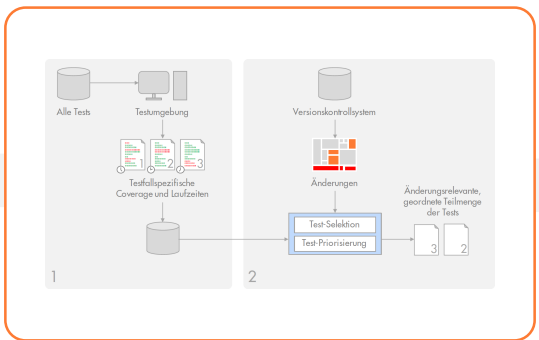 Alle Tests
Testumgebung
1
2
3
Testfallspezifische
Coverage und Laufzeiten
1
Versionskontrollsystem
Änderungen
Test-Selektion
Test-Priorisierung
Änderungsrelevante,
geordnete Teilmenge
der Tests
3
2
2